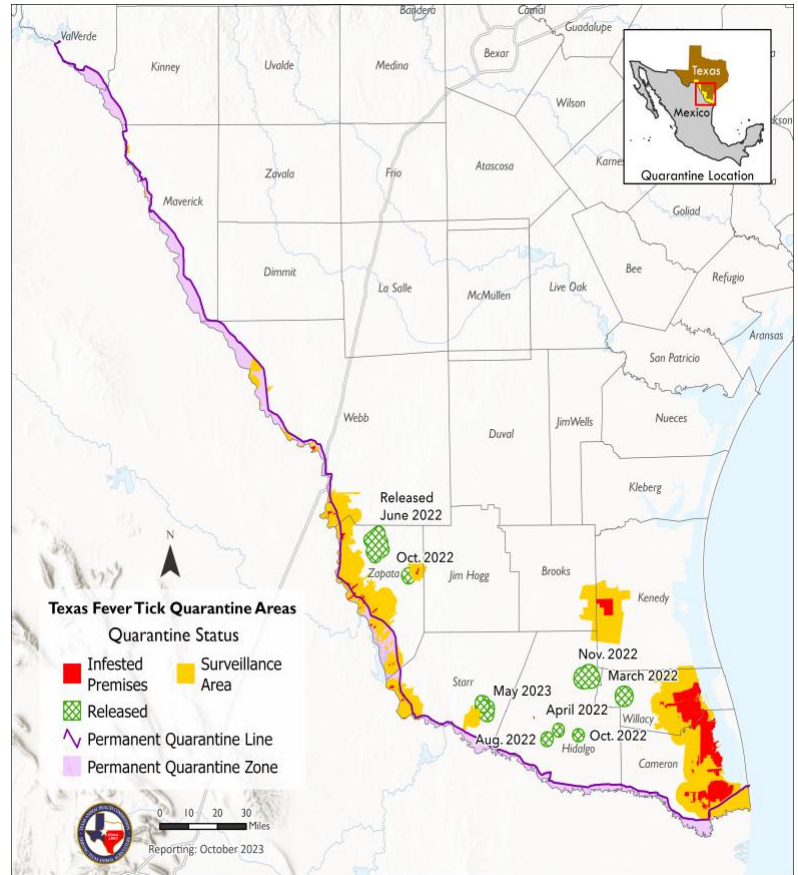 Bandera
Comal
Guadalupe
ValVerde
Kinney
Uvalde
Medina
Bexar
Wilson
Texas
Mexico
Quarantine Location
Zavala
Frio
Atascosa
Karnes
Maverick
Goliad
Dimmit
La Salle
McMullen
Live Oak
Bee
Refugio
Aransas
San Patricio
Webb
Duval
JimWells
Nueces
Kleberg
Released
June 2022
Oct. 2022
Zapata
Jim Hogg
Brooks
Kenedy
N
Texas Fever Tick Quarantine Areas
Quarantine Status
Infested
Premises
Surveillance
Area
Released
Permanent Quarantine Line
Permanent Quarantine Zone
Nov. 2022
March 2022
Starr
May 2023
April 2022
Willacy
Aug. 2022
Oct. 2022
Hidalgo
Cameron
0 10 20 30
Miles
Reporting: October 2023